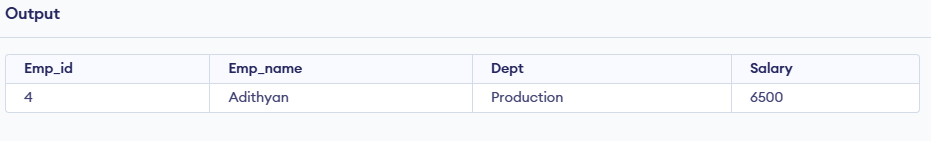 Output
Emp_id Emp_name Dept Salary
4 Adithyan Production 6500